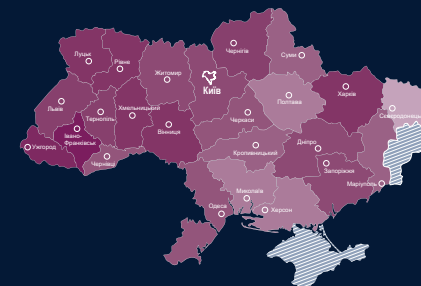 Чернігів
Суми
Луцьк
Рівне
Житомир
Київ
Харків
Полтава
Львів
Тернопіль
Хмельницький
Черкаси
Сєвєродонецьк
Вінниця
Івано-
Франківськ
Ужгород
Чернівці
Кропивницький
Дніпро
Запоріжжя
Маріуполь
Миколаїв
Одеса
Херсон